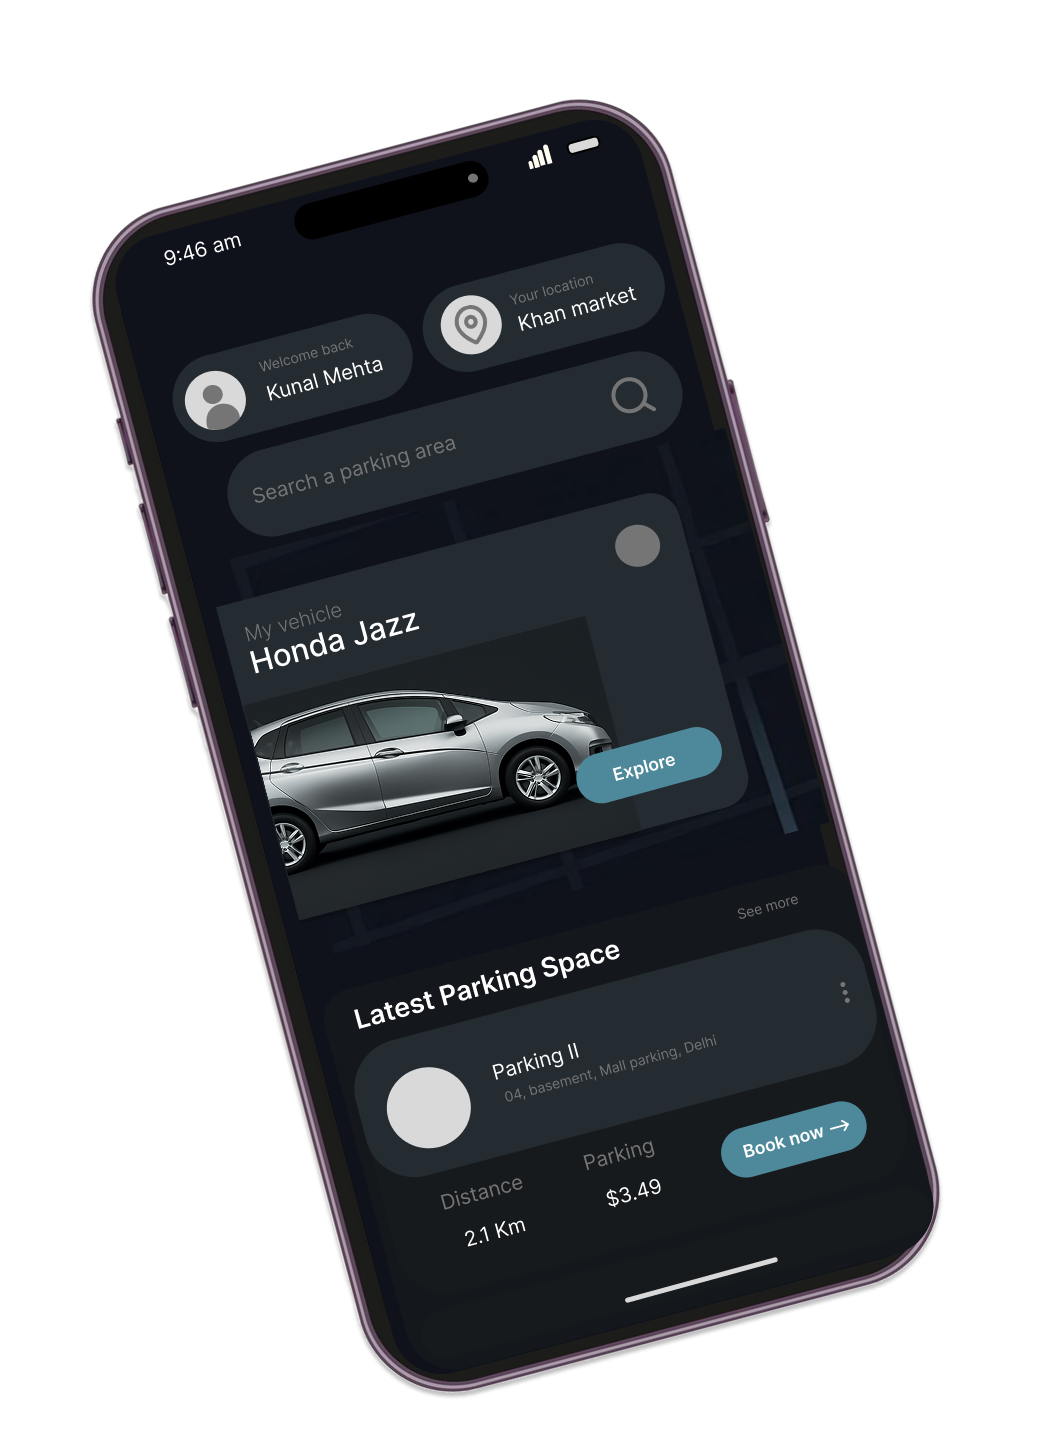 9:46 am
Welcome back
Kunal Mehta
Your location
Khan market
Search a parking area
My vehicle
Honda Jazz
Explore
See more
Latest Parking Space
Parking II
04, basement, Mall parking, Delhi
Distance
2.1 Km
Parking
$3.49
Book now →